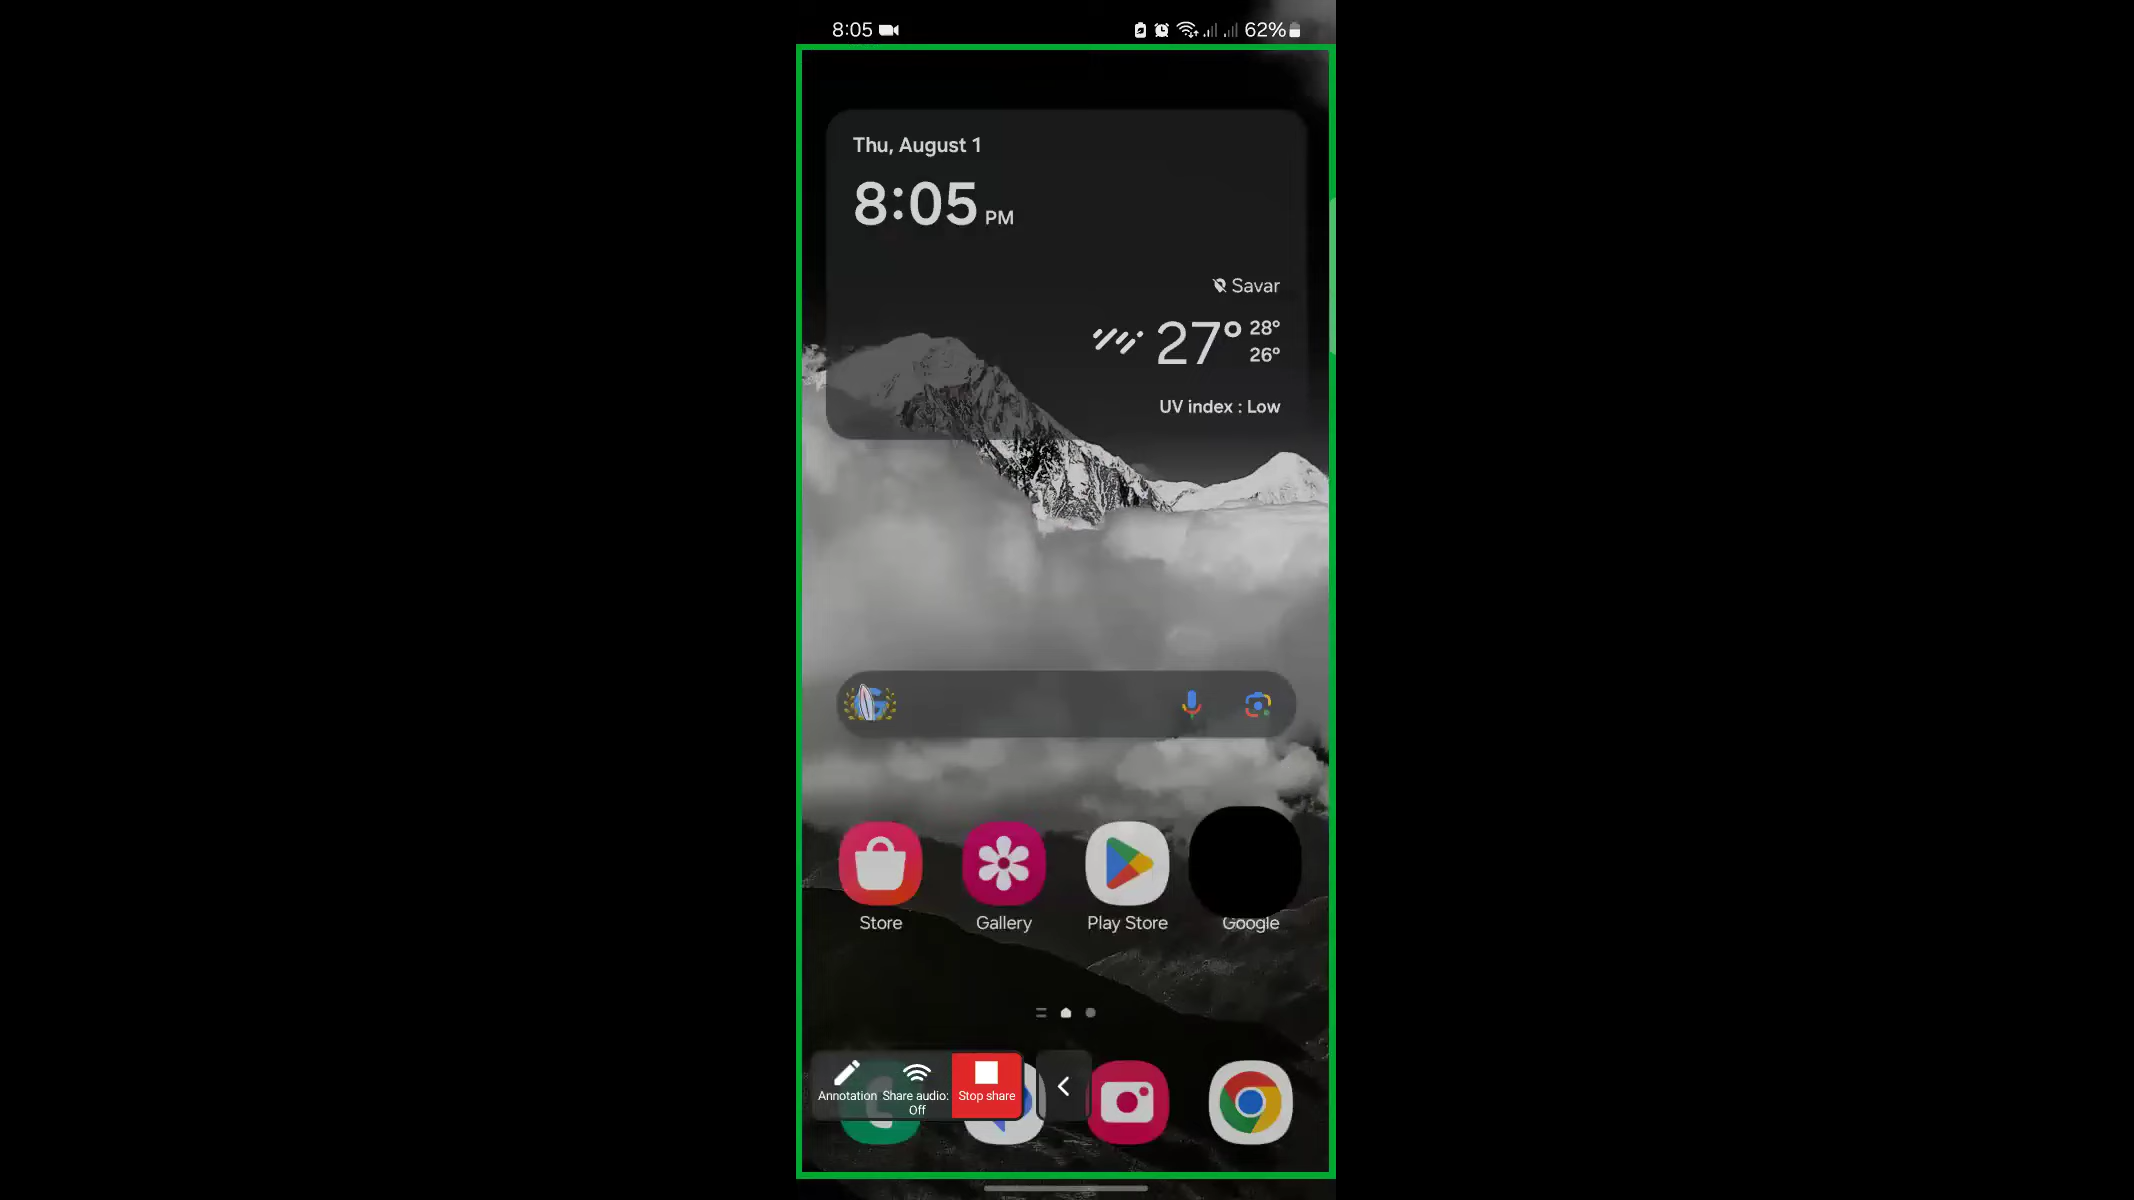 8:05 62%
Thu, August 1
8:05 PM
Savar
27° 28°
26°
UV index : Low
Store Gallery Play Store Google
Annotation Share audio: Stop share
Off